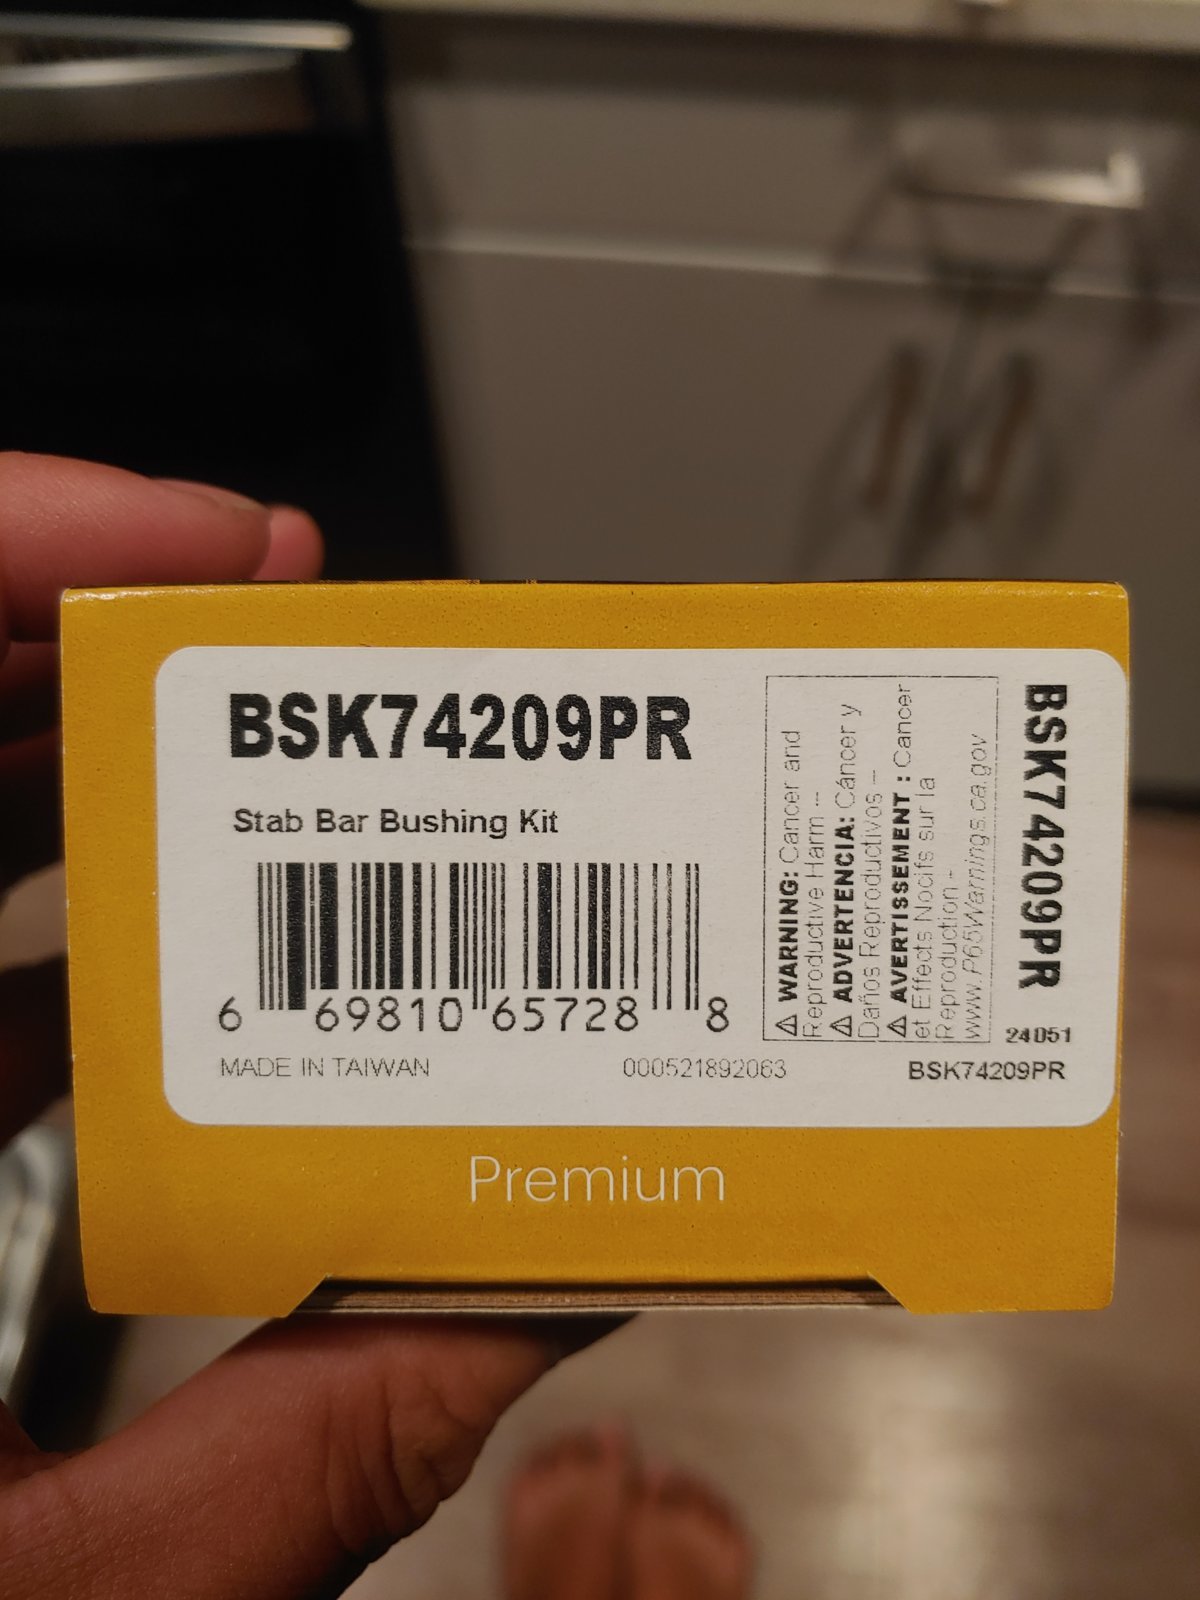 BSK74209PR
Stab Bar Bushing Kit
6 69810 65728 8
MADE IN TAIWAN
000521892063
⚠ WARNING: Cancer and
Reproductive Harm --
⚠ ADVERTENCIA: Cáncer y
Daños Reproductivos –
⚠ AVERTISSEMENT : Cancer
et Effects Nocifs sur la
Reproduction -
www.P65Warnings.ca.gov
BSK74209PR
24051
BSK74209PR
Premium